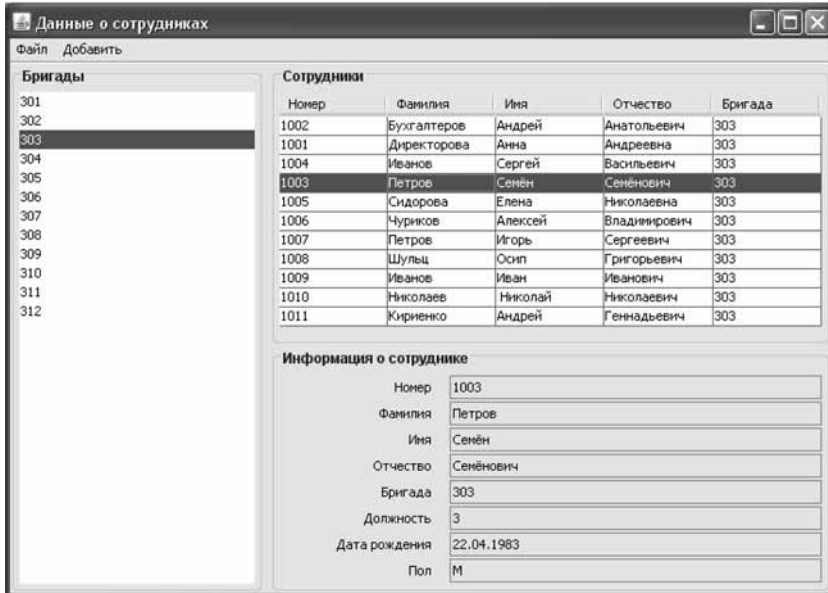 Данные о сотрудниках
Файл Добавить
Бригады
301
302
303
304
305
306
307
308
309
310
311
312
Сотрудники
Номер Фамилия Имя Отчество Бригада
1002 Бухгалтеров Андрей Анатольевич 303
1001 Директорова Анна Андреевна 303
1004 Иванов Сергей Васильевич 303
1003 Петров Семён Семёнович 303
1005 Сидорова Елена Николаевна 303
1006 Чуриков Алексей Владимирович 303
1007 Петров Игорь Сергеевич 303
1008 Шульц Осип Григорьевич 303
1009 Иванов Иван Иванович 303
1010 Николаев Николай Николаевич 303
1011 Кириенко Андрей Геннадьевич 303
Информация о сотруднике
Номер 1003
Фамилия Петров
Имя Семён
Отчество Семёнович
Бригада 303
Должность 3
Дата рождения 22.04.1983
Пол М